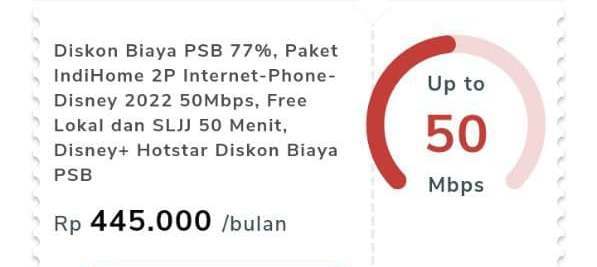 Diskon Biaya PSB 77%, Paket
IndiHome 2P Internet-Phone-
Disney 2022 50Mbps, Free
Lokal dan SLJJ 50 Menit,
Disney+ Hotstar Diskon Biaya
PSB
Rp 445.000 /bulan
Up to
50
Mbps